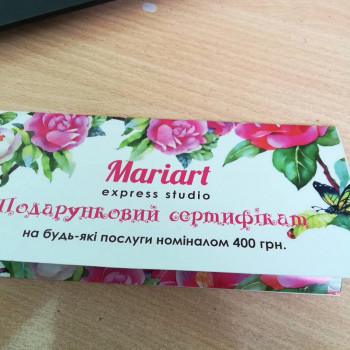 Mariart
express studio
Подарунковий сертифікат
на будь-які послуги номіналом 400 грн.